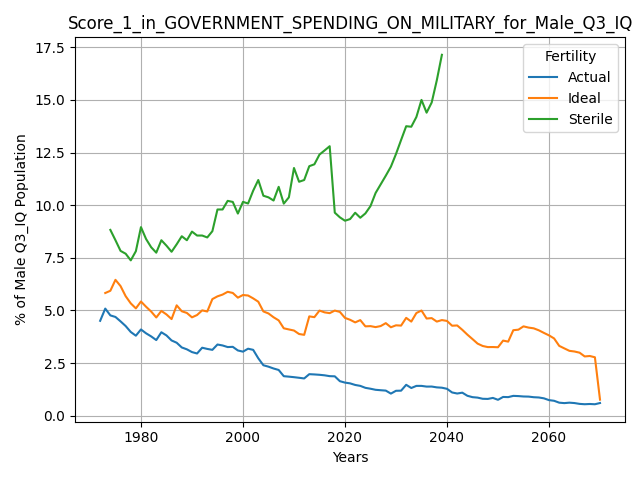 Score_1_in_GOVERNMENT_SPENDING_ON_MILITARY_for_Male_Q3_IQ
17.5
15.0
12.5
10.0
7.5
5.0
2.5
0.0
% of Male Q3_IQ Population
Fertility
Actual
Ideal
Sterile
1980
2000
2020
2040
2060
Years